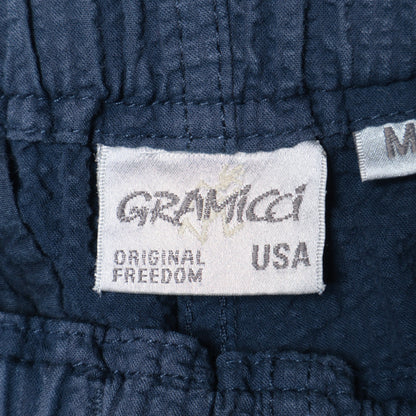 GRAMICCI
ORIGINAL
FREEDOM
USA
M